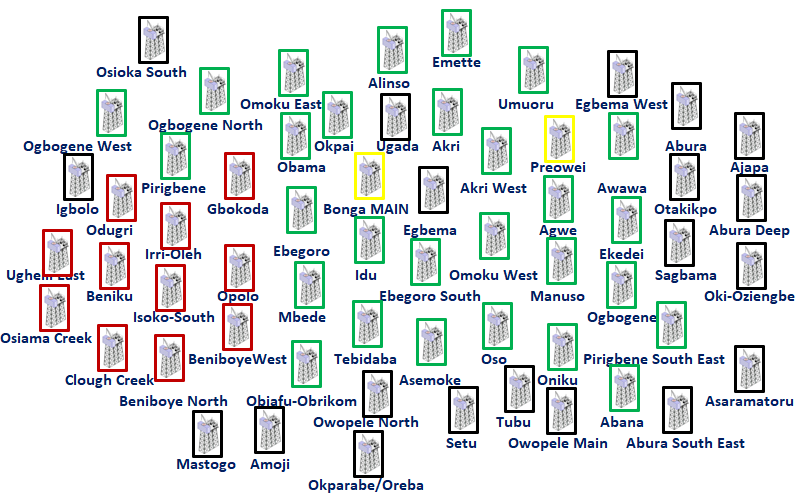 Emette
Osioka South
Alinso
Omoku East
Umuoru
Egbema West
Ogbogene North
Ogbogene West
Okpai
Ugada
Akri
Abura
Obama
Preowei
Ajapa
Pirigbene
Akri West
Awawa
Igbolo
Gbokoda
Bonga MAIN
Otakikpo
Odugri
Egbema
Agwe
Abura Deep
Irri-Oleh
Ebegoro
Ekedei
Sagbama
Ughelli East
Beniku
Idu
Omoku West
Opolo
Ebegoro South
Manuso
Oki-Oziengbe
Isoko-South
Mbede
Ogbogene
Osiama Creek
BeniboyeWest
Tebidaba
Oso
Pirigbene South East
Clough Creek
Asemoke
Oniku
Beniboye North
Obiafu-Obrikom
Asaramatoru
Owopele North
Tubu
Owopele Main
Abana
Setu
Abura South East
Mastogo
Amoji
Okparabe/Oreba